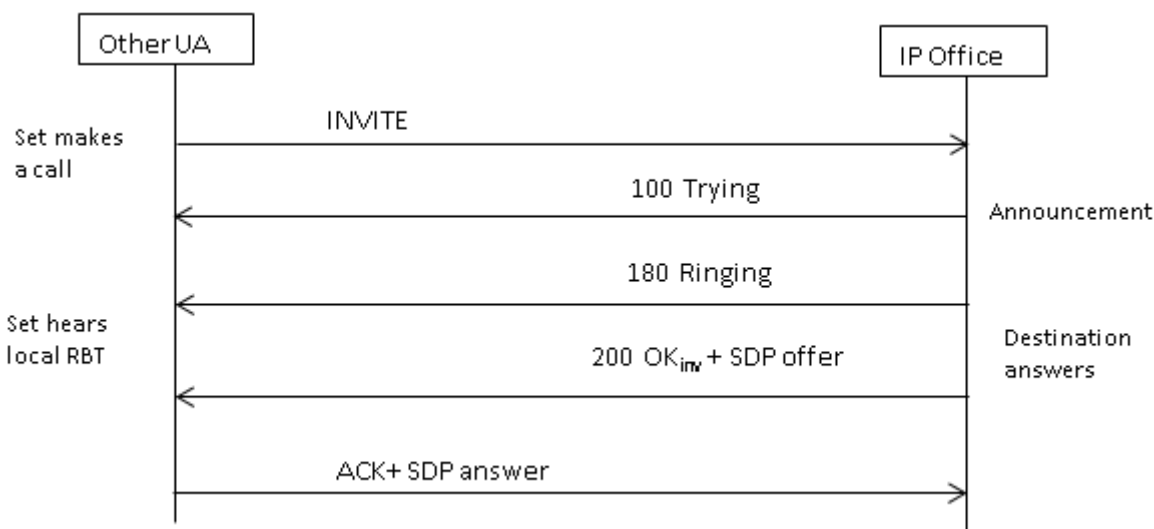 Other UA
IP Office
INVITE
Set makes
a call
100 Trying
Announcement
180 Ringing
Set hears
local RBT
Destination
answers
200 OKinv + SDP offer
ACK+ SDP answer